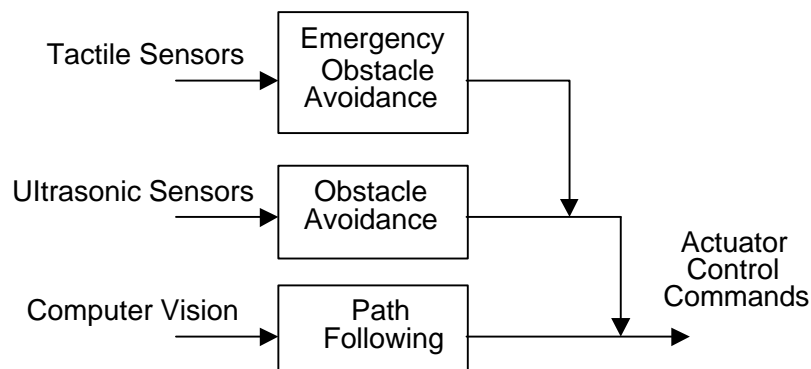 Tactile Sensors
Emergency
Obstacle
Avoidance
Ultrasonic Sensors
Obstacle
Avoidance
Actuator
Control
Commands
Computer Vision
Path
Following